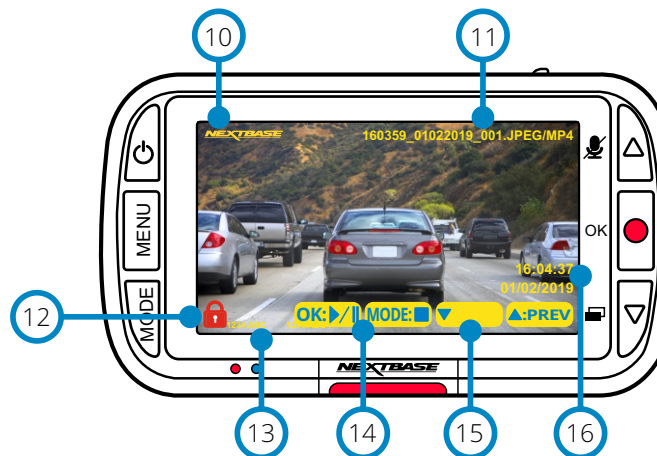 10
11
NEXTBASE
160359_01022019_001.JPEG/MP4
MENU
OK
16:04:37
01/02/2019
MODE
12
OK:▶/II
MODE:■
▼
▲:PREV
NEXTBASE
13
14
15
16